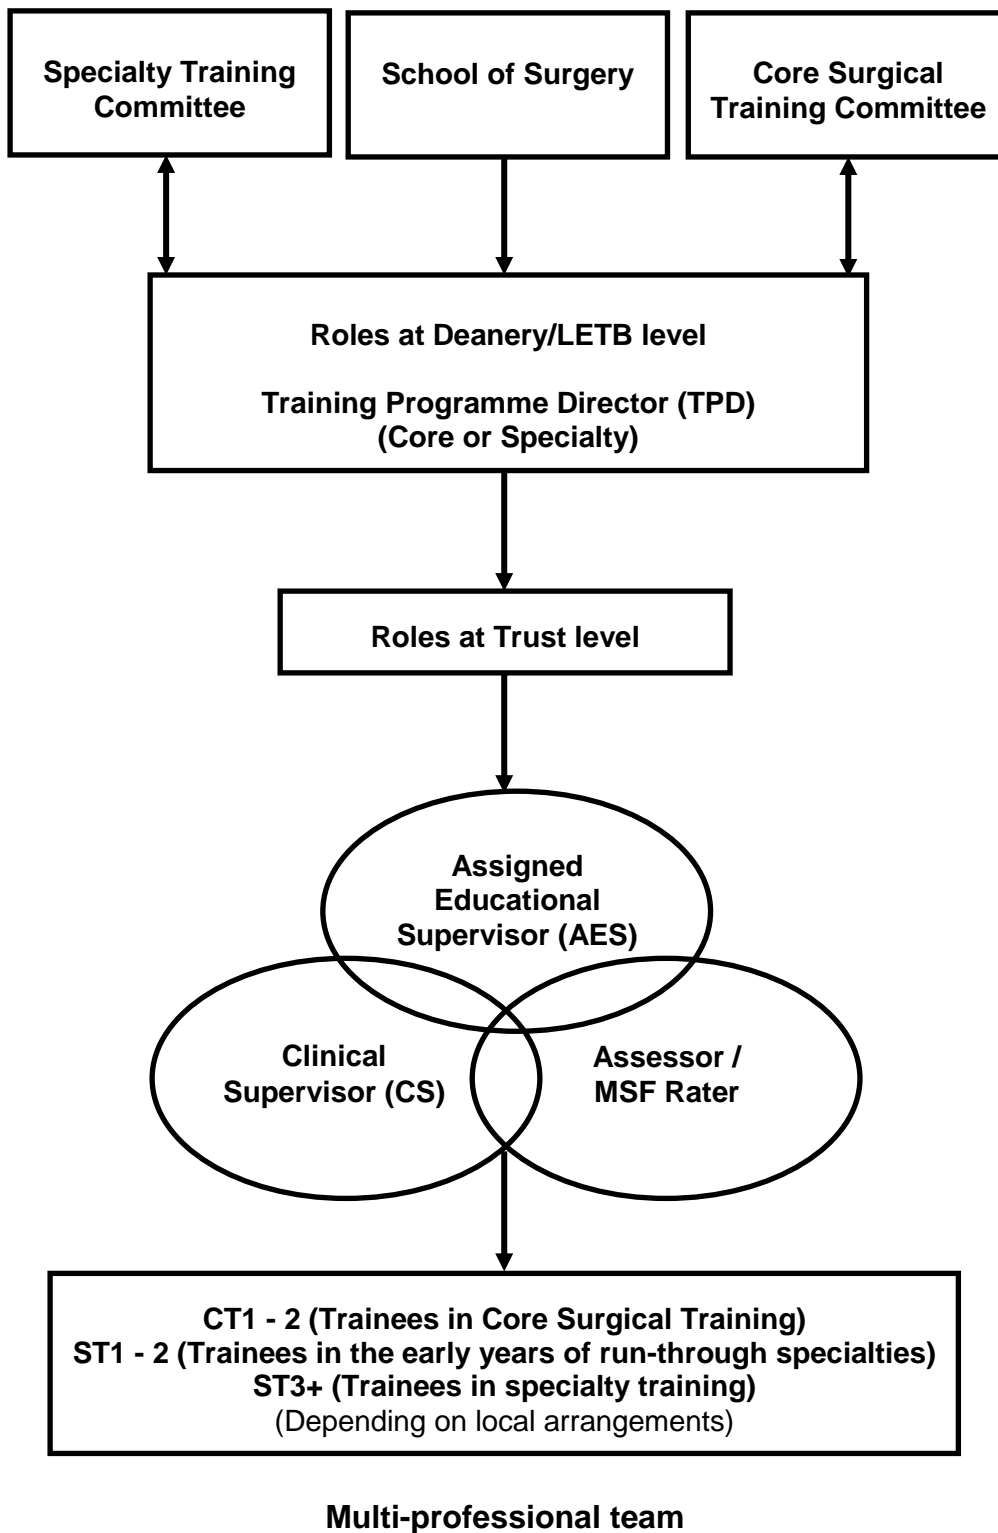 Specialty Training
Committee
School of Surgery
Core Surgical
Training Committee
Roles at Deanery/LETB level
Training Programme Director (TPD)
(Core or Specialty)
Roles at Trust level
Assigned
Educational
Supervisor (AES)
Clinical
Supervisor (CS)
Assessor /
MSF Rater
CT1 - 2 (Trainees in Core Surgical Training)
ST1 - 2 (Trainees in the early years of run-through specialties)
ST3+ (Trainees in specialty training)
(Depending on local arrangements)
Multi-professional team